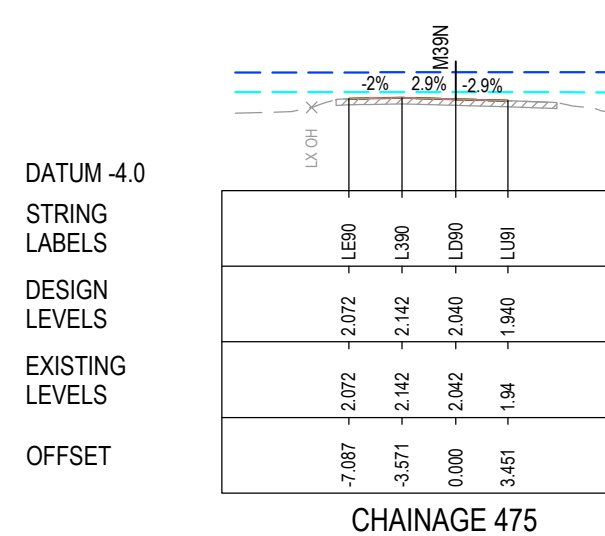 M39N
-2% 2.9% -2.9%
LX OH
DATUM -4.0
STRING
LABELS
LE90 L390 LD90 LU9I
DESIGN
LEVELS
2.072 2.142 2.040 1.940
EXISTING
LEVELS
2.072 2.142 2.042 1.94
OFFSET
-7.087 -3.571 0.000 3.451
CHAINAGE 475